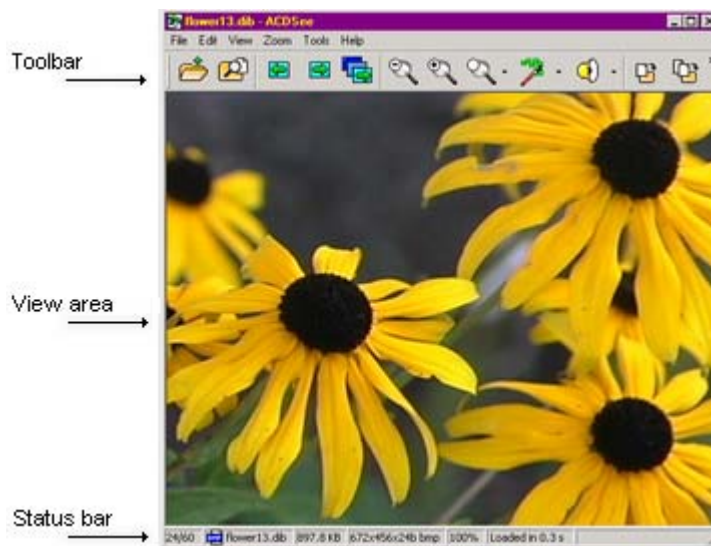 flower13.dib - ACDSee
File Edit View Zoom Tools Help
Toolbar
View area
Status bar
24/60 flower13.dib 897.8 KB 672x456x24b bmp 100% Loaded in 0.3 s